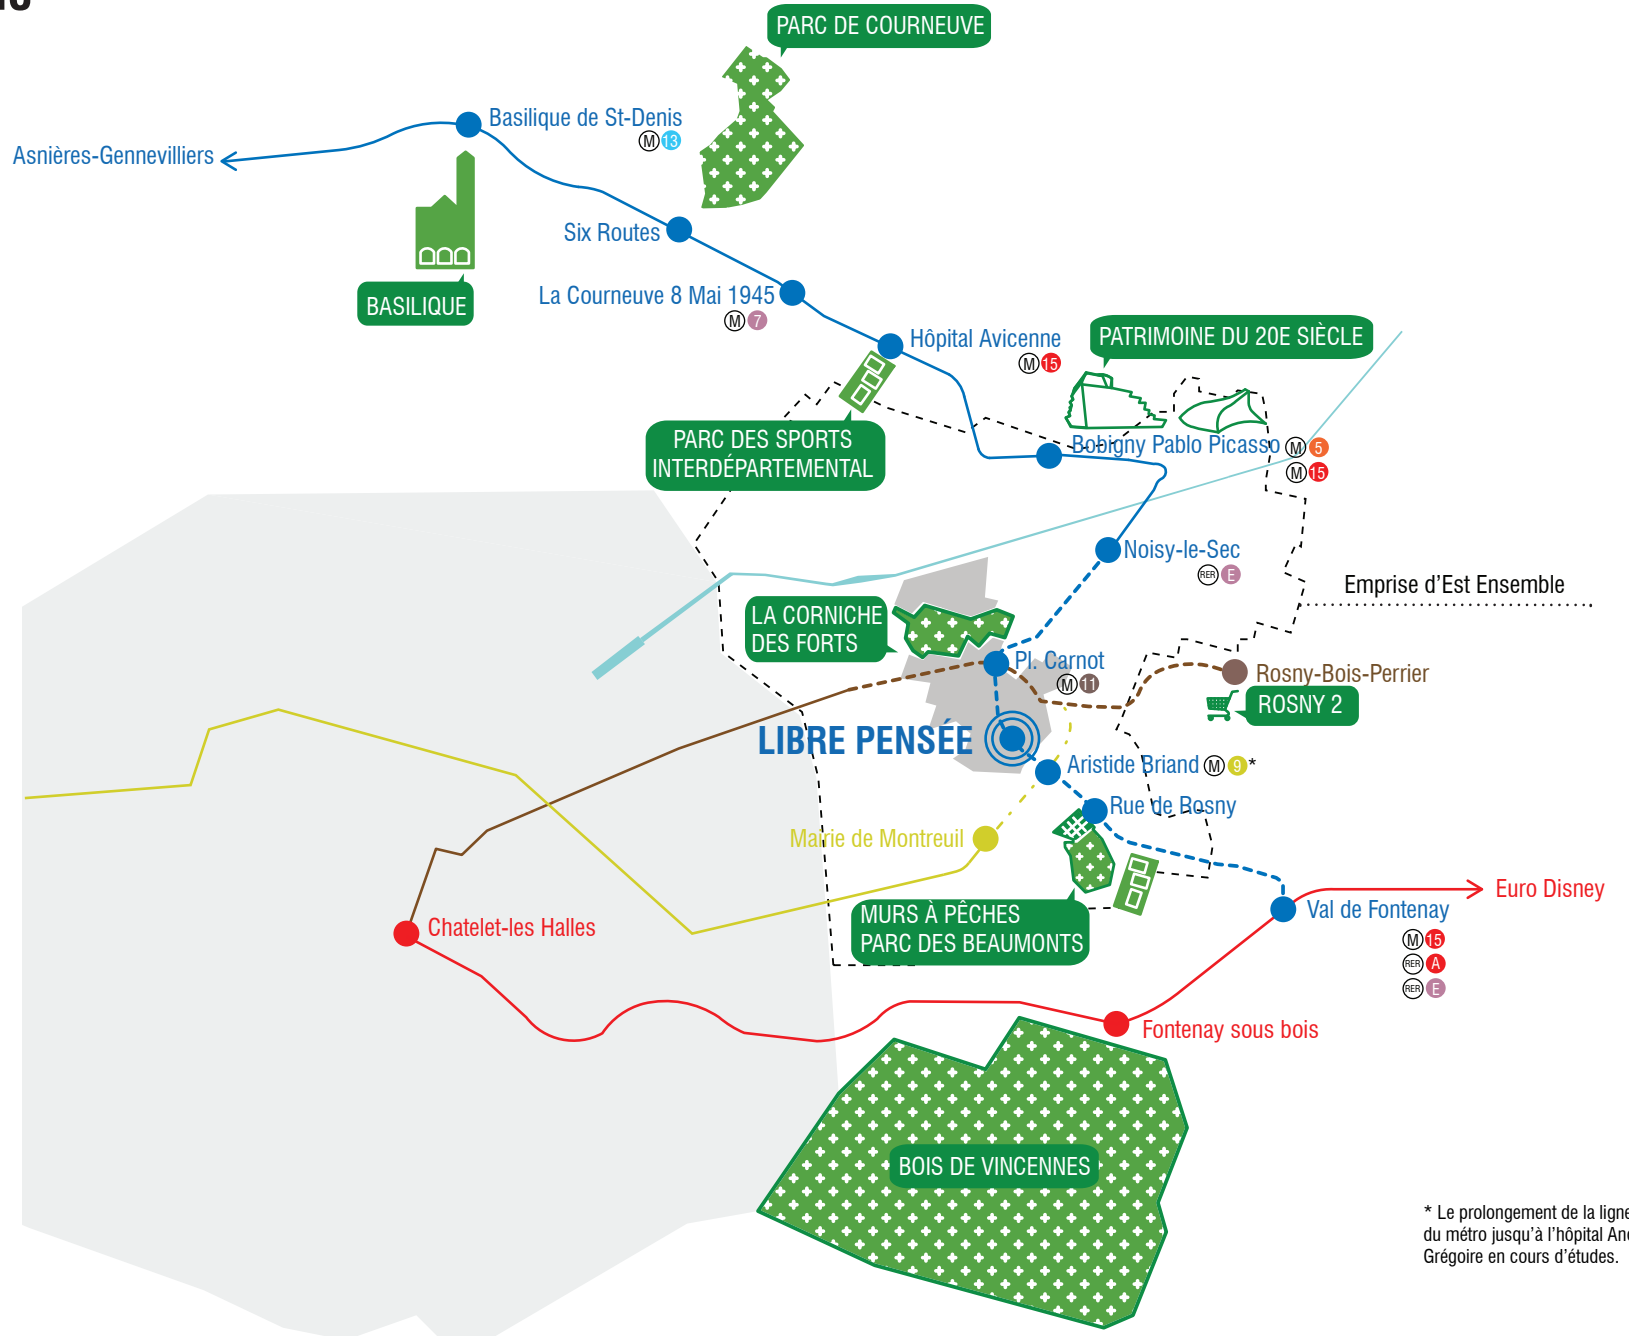 PARC DE COURNEUVE
Basilique de St-Denis
M 13
Asnières-Gennevilliers
Six Routes
BASILIQUE
La Courneuve 8 Mai 1945
M 7
Hôpital Avicenne
M 15
PATRIMOINE DU 20E SIÈCLE
PARC DES SPORTS
INTERDÉPARTEMENTAL
Bobigny Pablo Picasso M 5
M 15
Noisy-le-Sec
RER E
Emprise d'Est Ensemble
LA CORNICHE
DES FORTS
Pl. Carnot
M 11
Rosny-Bois-Perrier
ROSNY 2
LIBRE PENSÉE
Aristide Briand M 9 *
Rue de Rosny
Mairie de Montreuil
Euro Disney
MURS À PÊCHES
PARC DES BEAUMONTS
Val de Fontenay
M 15
RER A
RER E
Chatelet-les Halles
Fontenay sous bois
BOIS DE VINCENNES
* Le prolongement de la ligne
du métro jusqu'à l'hôpital
Grégoire en cours d'études.